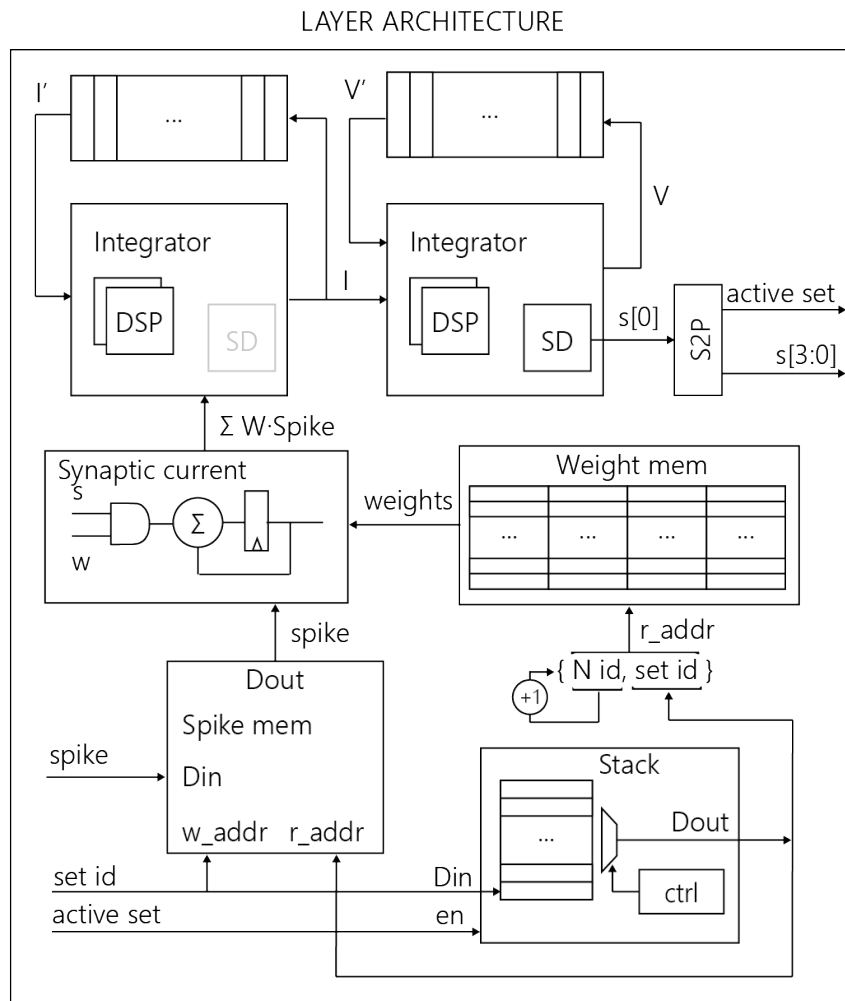 LAYER ARCHITECTURE
I’
...
V’
...
V
Integrator
DSP
SD
I
Integrator
DSP
SD
s[0]
S2P
active set
s[3:0]
Σ W·Spike
Synaptic current
s
w
Σ
weights
Weight mem
... ... ... ...
spike
r_addr
{ N id, set id }
+1
Dout
Spike mem
spike
Din
w_addr r_addr
Stack
...
Dout
ctrl
set id
Din
active set
en